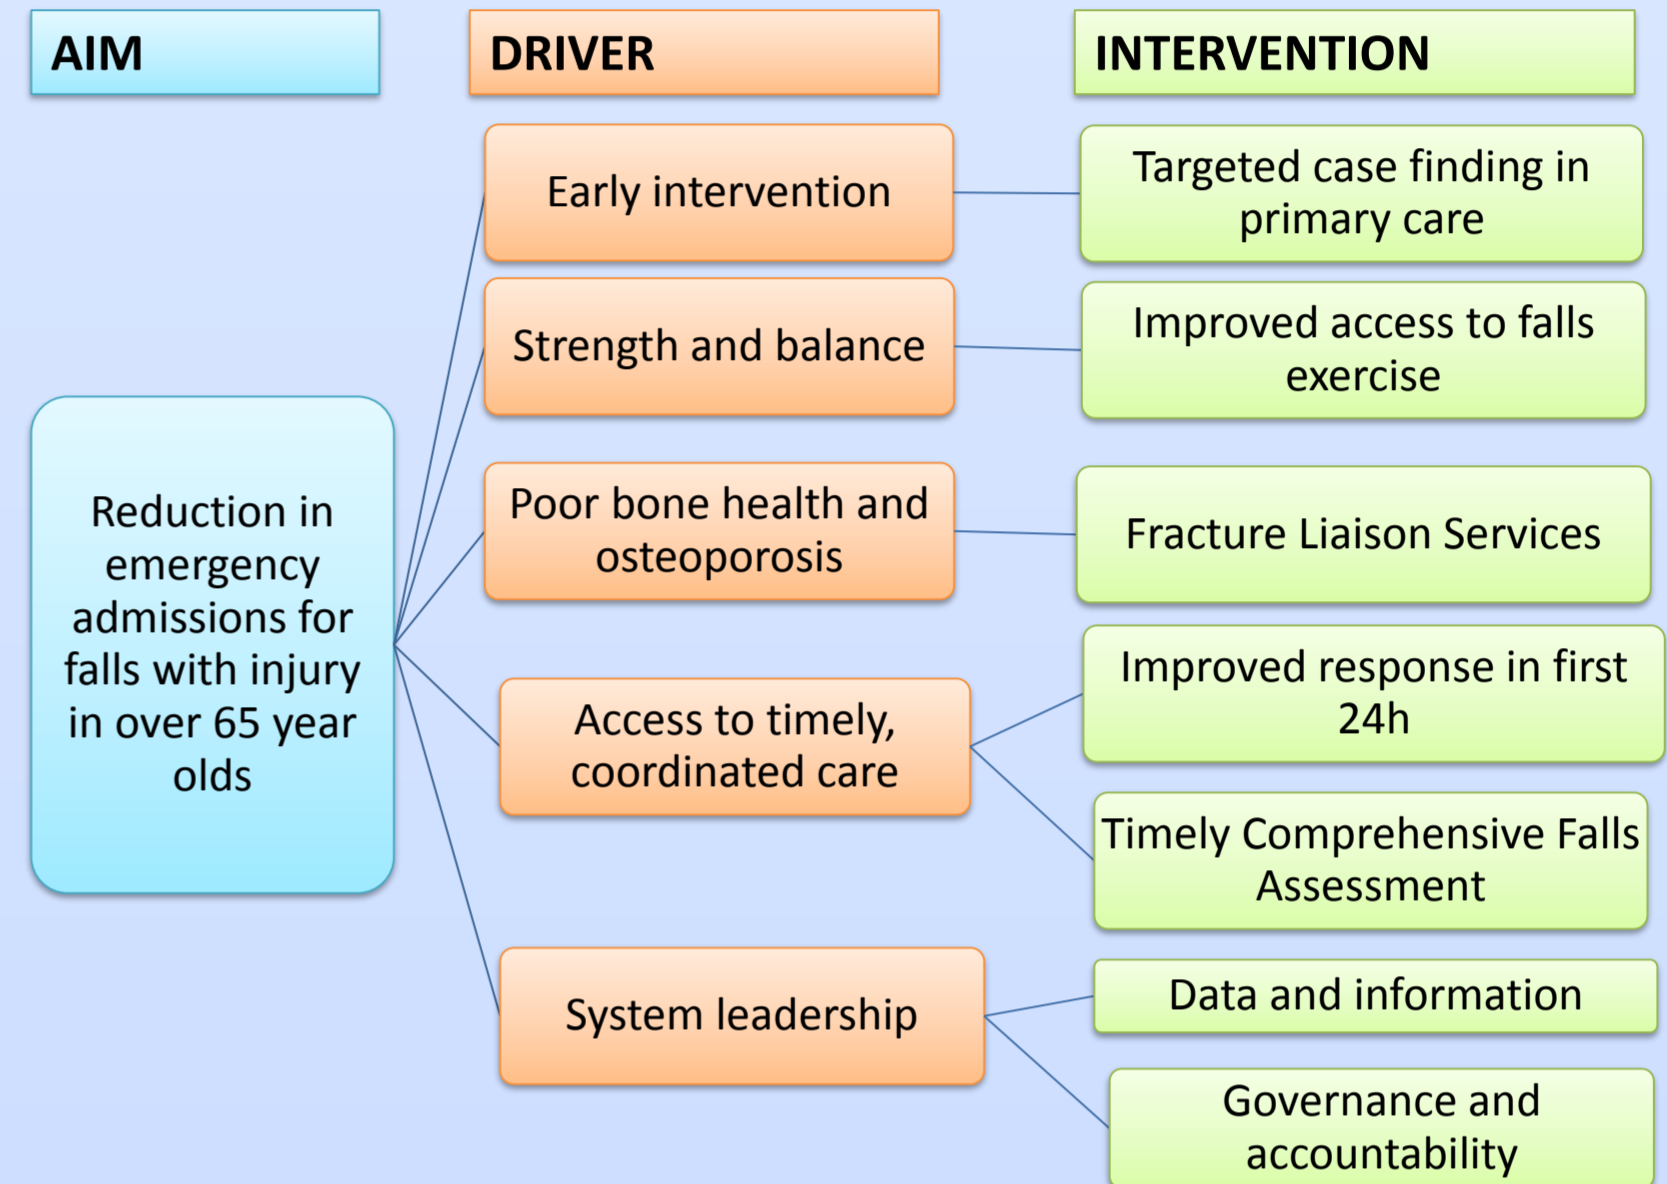 AIM
DRIVER
INTERVENTION
Reduction in
emergency
admissions for
falls with injury
in over 65 year
olds
Early intervention
Targeted case finding in
primary care
Strength and balance
Improved access to falls
exercise
Poor bone health and
osteoporosis
Fracture Liaison Services
Access to timely,
coordinated care
Improved response in first
24h
Timely Comprehensive Falls
Assessment
System leadership
Data and information
Governance and
accountability